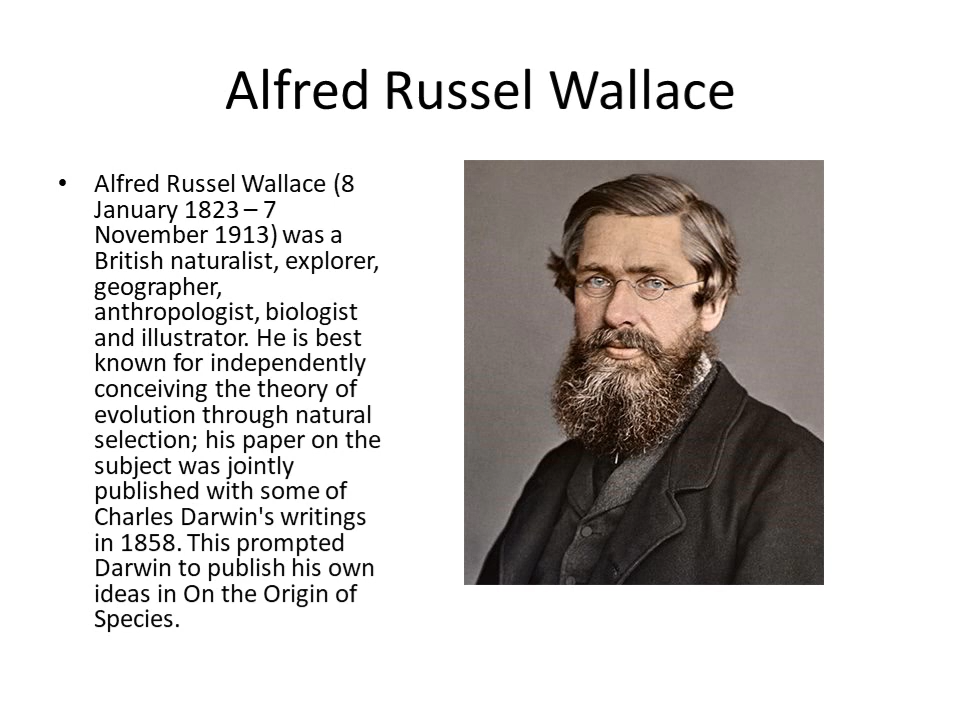 Alfred Russel Wallace
• Alfred Russel Wallace (8
January 1823 – 7
November 1913) was a
British naturalist, explorer,
geographer,
anthropologist, biologist
and illustrator. He is best
known for independently
conceiving the theory of
evolution through natural
selection; his paper on the
subject was jointly
published with some of
Charles Darwin's writings
in 1858. This prompted
Darwin to publish his own
ideas in On the Origin of
Species.